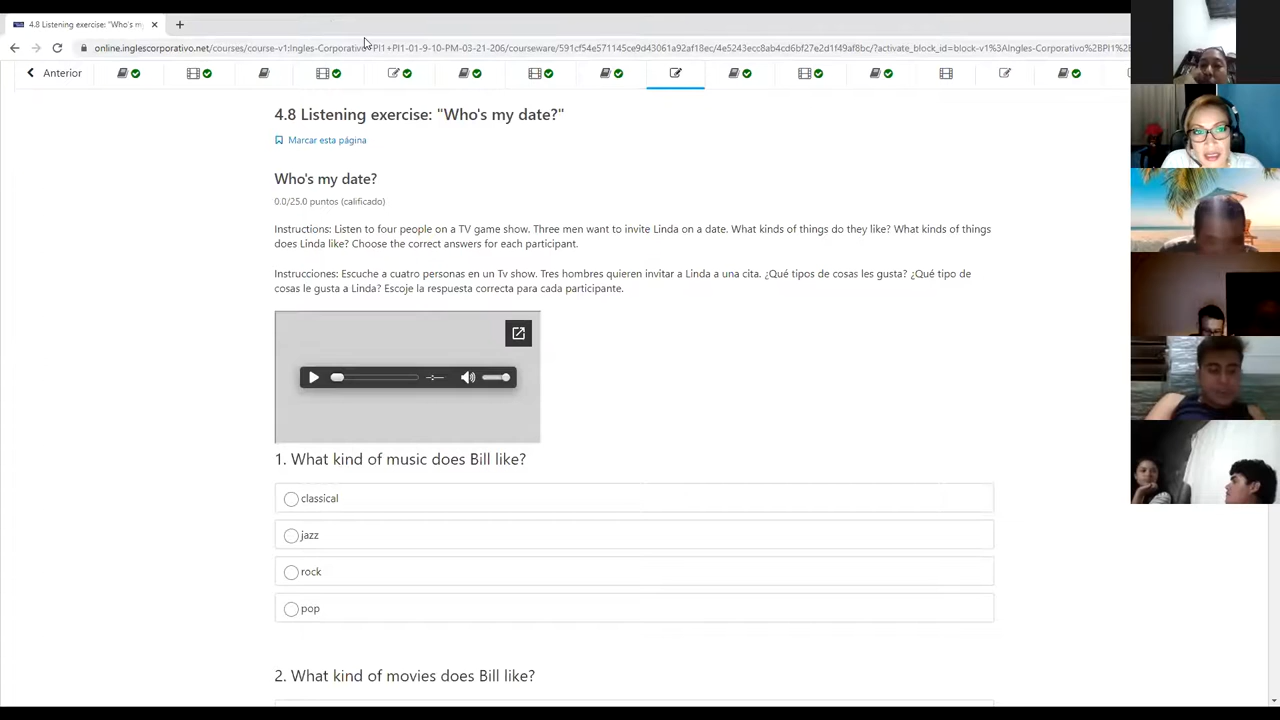 4.8 Listening exercise: "Who's m
online.inglescorporativo.net/courses/course-v1:Ingles-Corporativo+PI1+PI1-01-9-10-PM-03-21-206/courseware/591cf54e571145ce9d43061a92af18ec/4e5243ecc8ab4cd6bf27e2d1f49af8bc/?activate_block_id=block-v1%3AIngles-Corporativo%2BPI1%2B
Anterior
4.8 Listening exercise: "Who's my date?"
Marcar esta página
Who's my date?
0.0/25.0 puntos (calificado)
Instructions: Listen to four people on a TV game show. Three men want to invite Linda on a date. What kinds of things do they like? What kinds of things
does Linda like? Choose the correct answers for each participant.
Instrucciones: Escuche a cuatro personas en un Tv show. Tres hombres quieren invitar a Linda a una cita. ¿Qué tipos de cosas les gusta? ¿Qué tipo de
cosas le gusta a Linda? Escoje la respuesta correcta para cada participante.
1. What kind of music does Bill like?
classical
jazz
rock
pop
2. What kind of movies does Bill like?